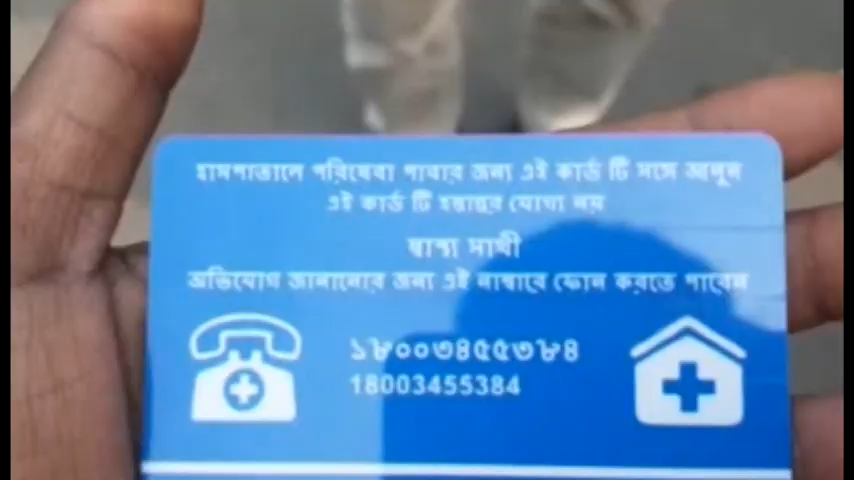 হাসপাতালে পরিষেবা পাবার জন্য এই কার্ড টি সঙ্গে আনুন
এই কার্ড টি হস্তান্তর যোগ্য নয়
স্বাস্থ্য সাথী
অভিযোগ জানানোর জন্য এই নাম্বারে ফোন করতে পারেন
১৮০০৩৪৫৫৩৮৪
18003455384